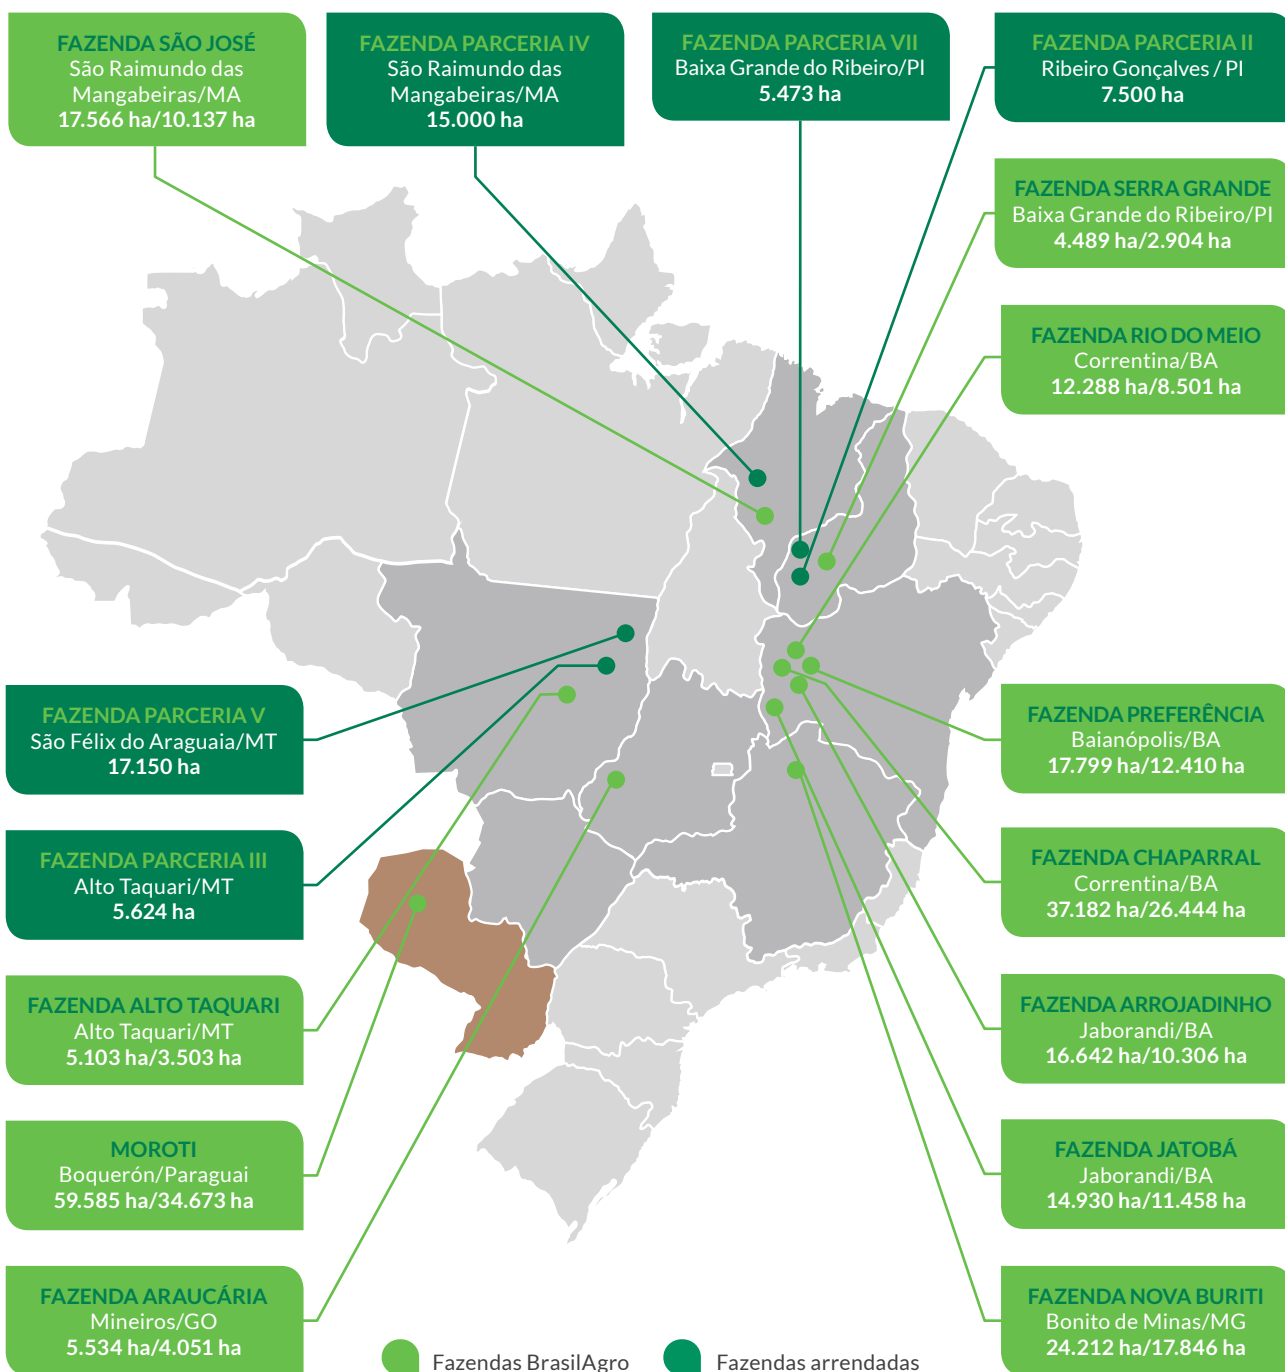 FAZENDA SÃO JOSÉ
São Raimundo das
Mangabeiras/MA
17.566 ha/10.137 ha
FAZENDA PARCERIA IV
São Raimundo das
Mangabeiras/MA
15.000 ha
FAZENDA PARCERIA VII
Baixa Grande do Ribeiro/PI
5.473 ha
FAZENDA PARCERIA II
Ribeiro Gonçalves / PI
7.500 ha
FAZENDA SERRA GRANDE
Baixa Grande do Ribeiro/PI
4.489 ha/2.904 ha
FAZENDA RIO DO MEIO
Correntina/BA
12.288 ha/8.501 ha
FAZENDA PARCERIA V
São Félix do Araguaia/MT
17.150 ha
FAZENDA PREFERÊNCIA
Baianópolis/BA
17.799 ha/12.410 ha
FAZENDA PARCERIA III
Alto Taquari/MT
5.624 ha
FAZENDA CHAPARRAL
Correntina/BA
37.182 ha/26.444 ha
FAZENDA ALTO TAQUARI
Alto Taquari/MT
5.103 ha/3.503 ha
FAZENDA ARROJADINHO
Jaborandi/BA
16.642 ha/10.306 ha
MOROTI
Boquerón/Paraguai
59.585 ha/34.673 ha
FAZENDA JATOBÁ
Jaborandi/BA
14.930 ha/11.458 ha
FAZENDA ARAUCÁRIA
Mineiros/GO
5.534 ha/4.051 ha
FAZENDA NOVA BURITI
Bonito de Minas/MG
24.212 ha/17.846 ha
Fazendas BrasilAgro
Fazendas arrendadas